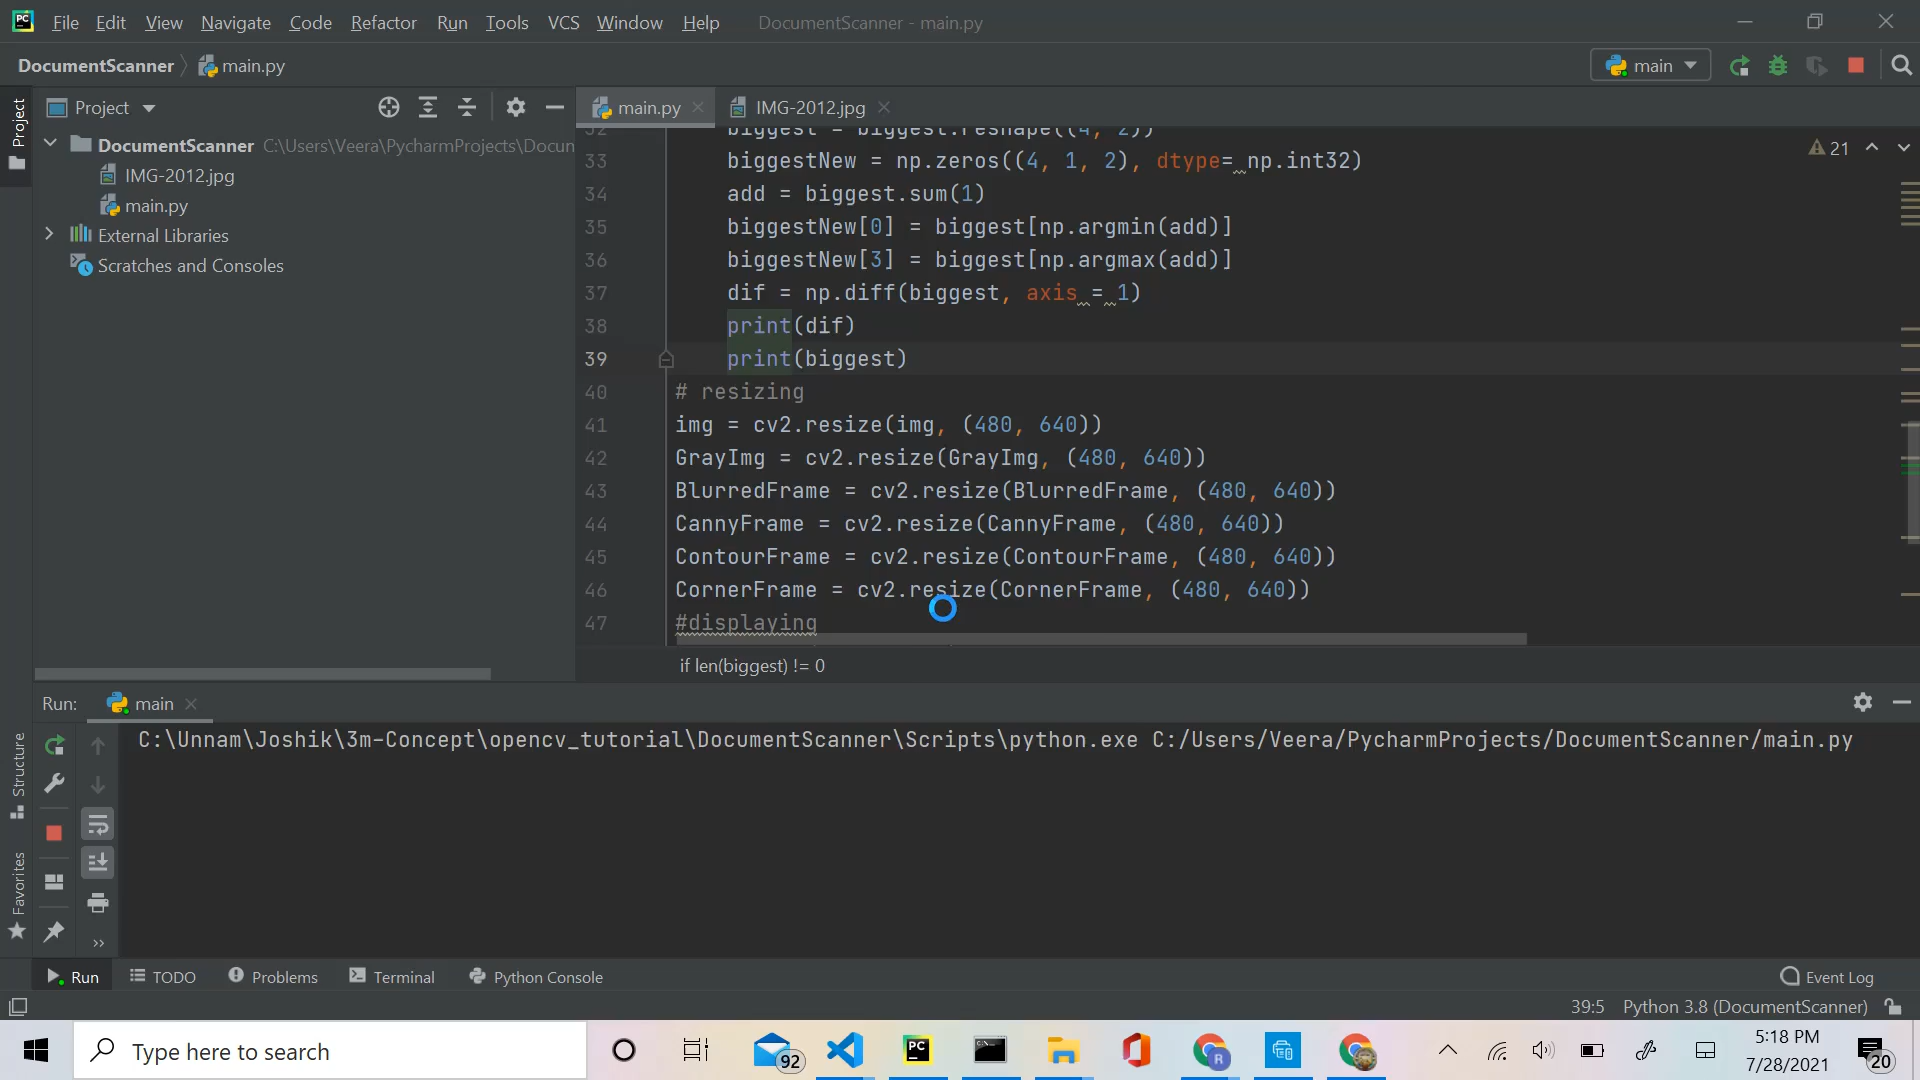 PC File Edit View Navigate Code Refactor Run Tools VCS Window Help DocumentScanner - main.py
DocumentScanner main.py main
Project
Project main.py IMG-2012.jpg
DocumentScanner C:\Users\Veera\PycharmProjects\Docun
IMG-2012.jpg
main.py
External Libraries
Scratches and Consoles
21
32 biggest = biggest.reshape((4, 2))
33 biggestNew = np.zeros((4, 1, 2), dtype= np.int32)
34 add = biggest.sum(1)
35 biggestNew[0] = biggest[np.argmin(add)]
36 biggestNew[3] = biggest[np.argmax(add)]
37 dif = np.diff(biggest, axis = 1)
38 print(dif)
39 print(biggest)
40 # resizing
41 img = cv2.resize(img, (480, 640))
42 GrayImg = cv2.resize(GrayImg, (480, 640))
43 BlurredFrame = cv2.resize(BlurredFrame, (480, 640))
44 CannyFrame = cv2.resize(CannyFrame, (480, 640))
45 ContourFrame = cv2.resize(ContourFrame, (480, 640))
46 CornerFrame = cv2.resize(CornerFrame, (480, 640))
47 #displaying
if len(biggest) != 0
Run: main
C:\Unnam\Joshik\3m-Concept\opencv_tutorial\DocumentScanner\Scripts\python.exe C:/Users/Veera/PycharmProjects/DocumentScanner/main.py
Structure
Favorites
Run TODO Problems Terminal Python Console Event Log
39:5 Python 3.8 (DocumentScanner)
Type here to search
92
PC
R
5:18 PM
7/28/2021
20